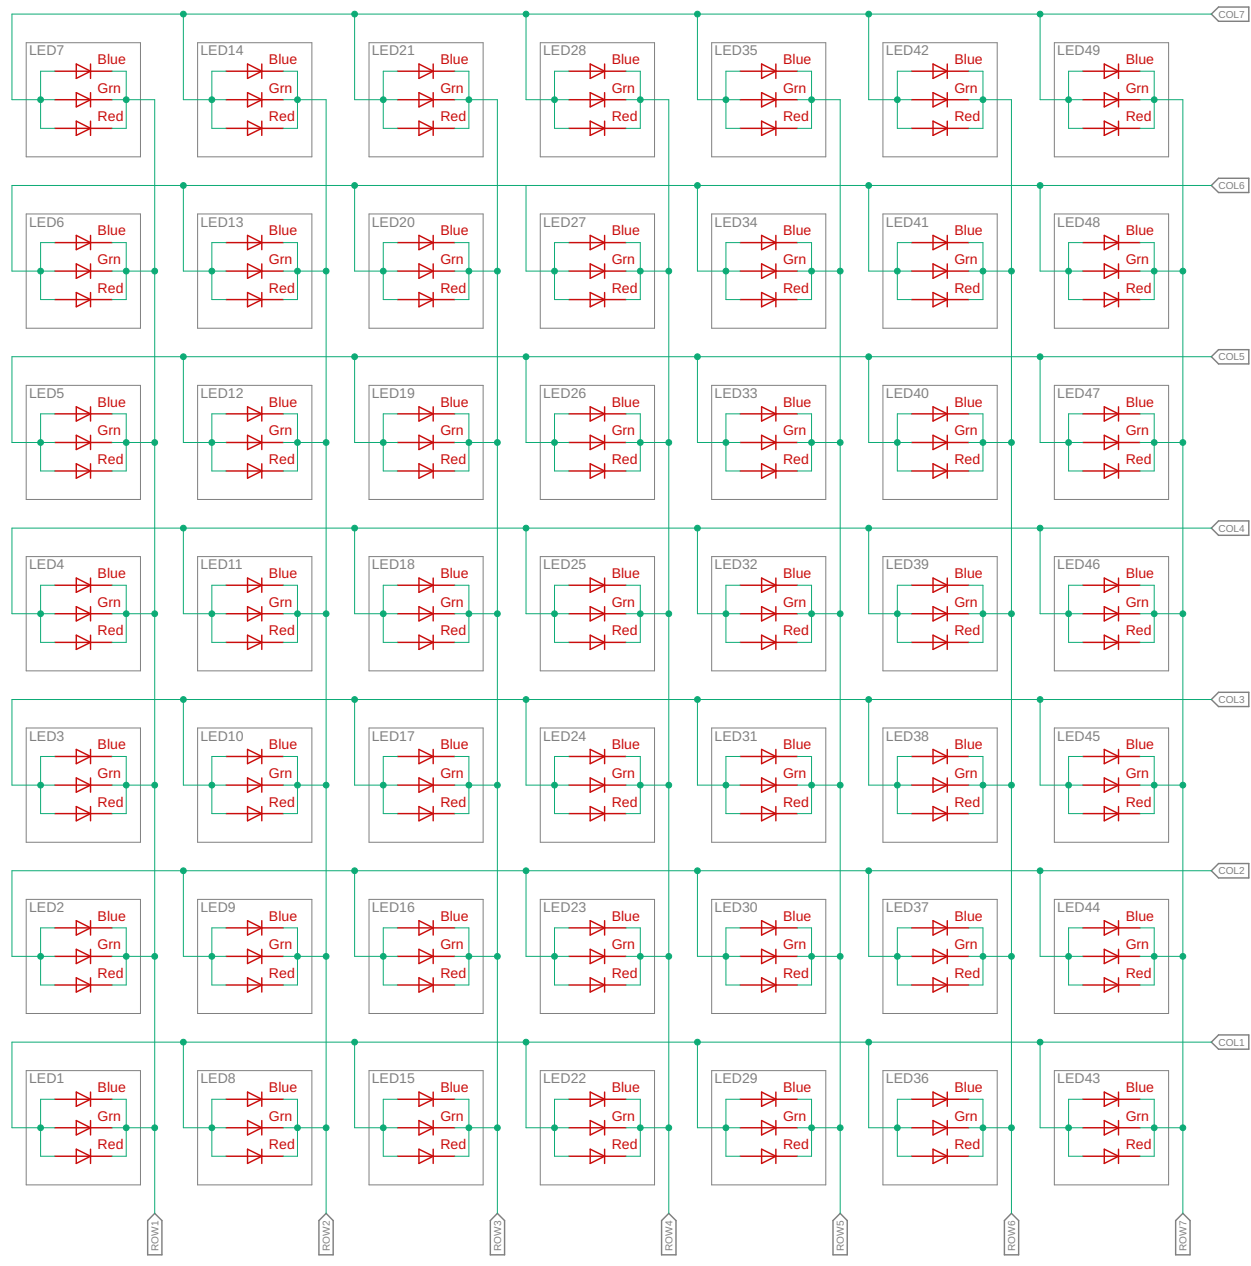 COL7
LED7 LED14 LED21 LED28 LED35 LED42 LED49
Blue Blue Blue Blue Blue Blue Blue
Grn Grn Grn Grn Grn Grn Grn
Red Red Red Red Red Red Red
COL6
LED6 LED13 LED20 LED27 LED34 LED41 LED48
Blue Blue Blue Blue Blue Blue Blue
Grn Grn Grn Grn Grn Grn Grn
Red Red Red Red Red Red Red
COL5
LED5 LED12 LED19 LED26 LED33 LED40 LED47
Blue Blue Blue Blue Blue Blue Blue
Grn Grn Grn Grn Grn Grn Grn
Red Red Red Red Red Red Red
COL4
LED4 LED11 LED18 LED25 LED32 LED39 LED46
Blue Blue Blue Blue Blue Blue Blue
Grn Grn Grn Grn Grn Grn Grn
Red Red Red Red Red Red Red
COL3
LED3 LED10 LED17 LED24 LED31 LED38 LED45
Blue Blue Blue Blue Blue Blue Blue
Grn Grn Grn Grn Grn Grn Grn
Red Red Red Red Red Red Red
COL2
LED2 LED9 LED16 LED23 LED30 LED37 LED44
Blue Blue Blue Blue Blue Blue Blue
Grn Grn Grn Grn Grn Grn Grn
Red Red Red Red Red Red Red
COL1
LED1 LED8 LED15 LED22 LED29 LED36 LED43
Blue Blue Blue Blue Blue Blue Blue
Grn Grn Grn Grn Grn Grn Grn
Red Red Red Red Red Red Red
ROW1 ROW2 ROW3 ROW4 ROW5 ROW6 ROW7